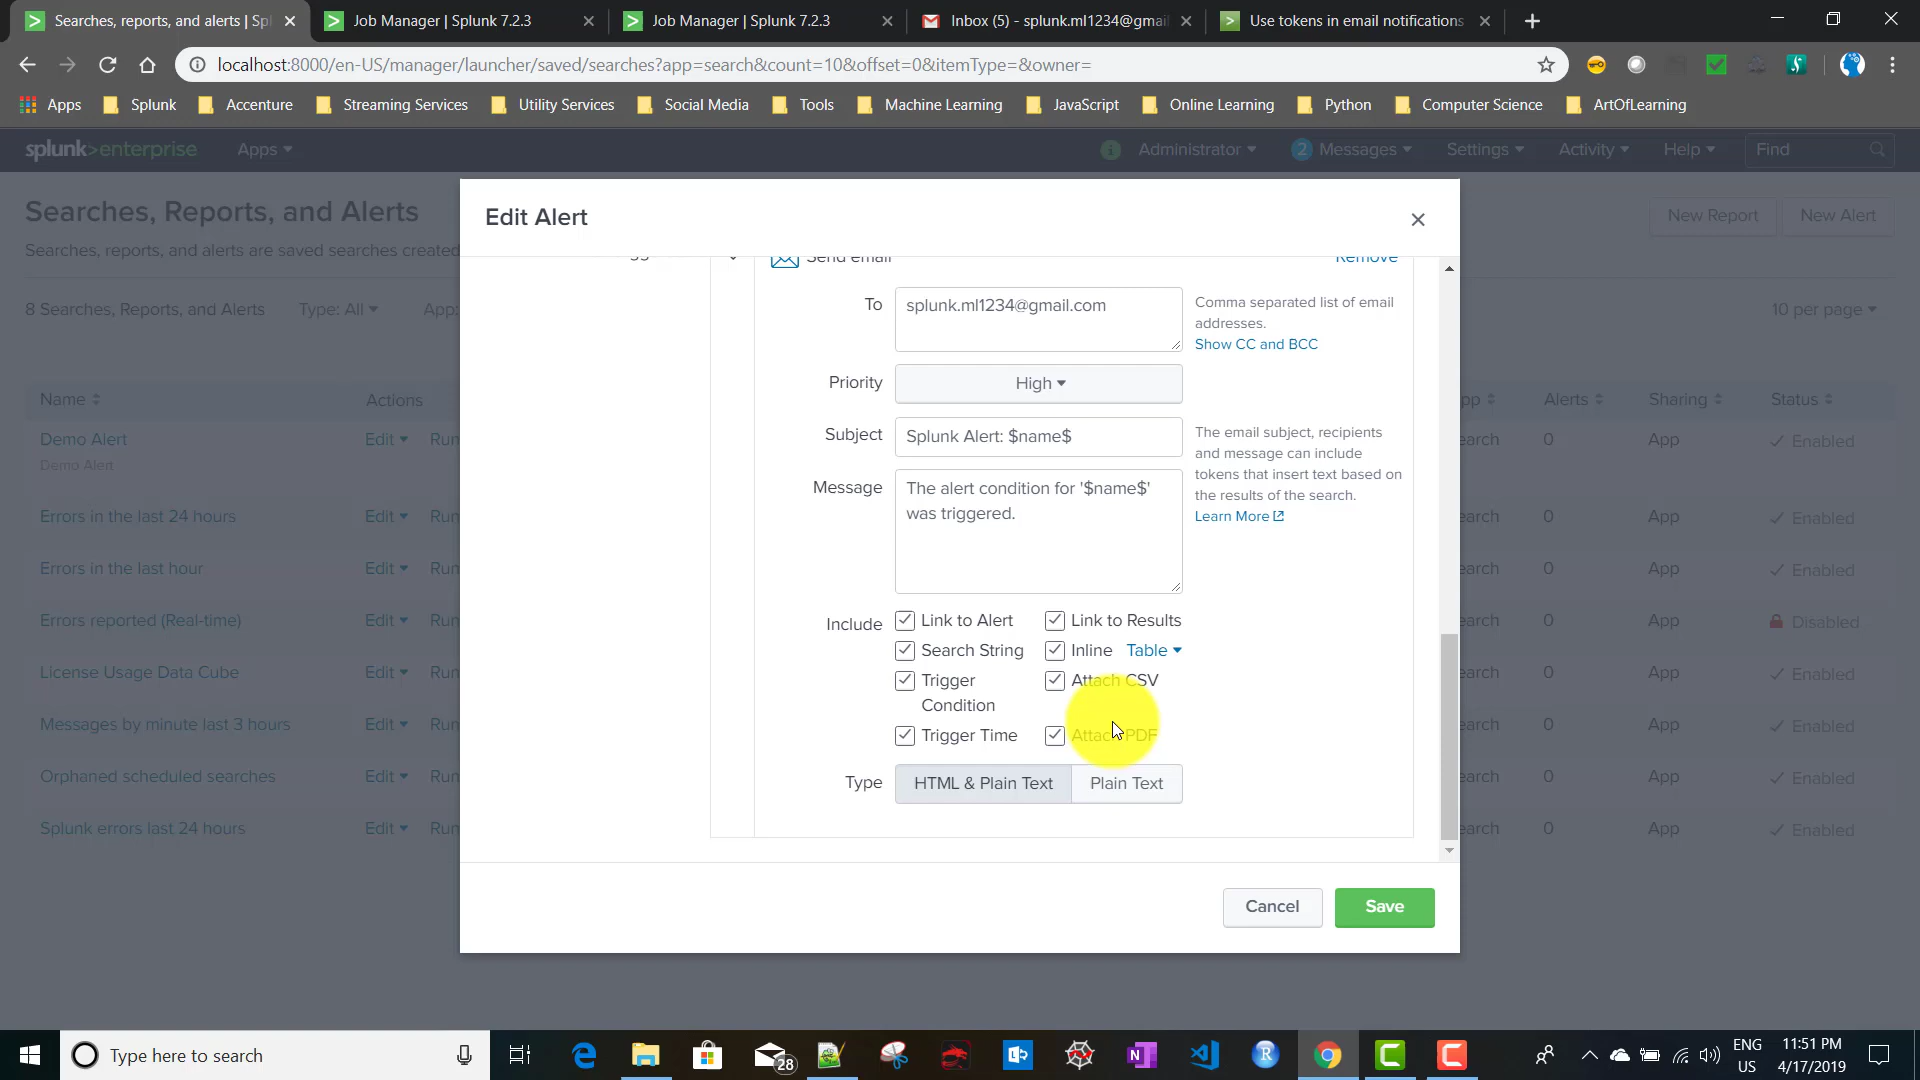 Searches, reports, and alerts | Spl
Job Manager | Splunk 7.2.3
Job Manager | Splunk 7.2.3
Inbox (5) - splunk.ml1234@gmail
Use tokens in email notifications
localhost:8000/en-US/manager/launcher/saved/searches?app=search&count=10&offset=0&itemType=&owner=
Apps
Splunk
Accenture
Streaming Services
Utility Services
Social Media
Tools
Machine Learning
JavaScript
Online Learning
Python
Computer Science
ArtOfLearning
splunk>enterprise
Apps
Administrator
2 Messages
Settings
Activity
Help
Find
Searches, Reports, and Alerts
Searches, reports, and alerts are saved searches created
New Report
New Alert
8 Searches, Reports, and Alerts
Type: All
App:
10 per page
Name
Actions
Alerts
Sharing
Status
Demo Alert
Edit
Run
earch
0
App
Enabled
Demo Alert
Errors in the last 24 hours
Edit
Run
earch
0
App
Enabled
Errors in the last hour
Edit
Run
earch
0
App
Enabled
Errors reported (Real-time)
Edit
Run
earch
0
App
Disabled
License Usage Data Cube
Edit
Run
earch
0
App
Enabled
Messages by minute last 3 hours
Edit
Run
earch
0
App
Enabled
Orphaned scheduled searches
Edit
Run
earch
0
App
Enabled
Splunk errors last 24 hours
Edit
Run
earch
0
App
Enabled
Edit Alert
Send email
Remove
To
splunk.ml1234@gmail.com
Comma separated list of email
addresses.
Show CC and BCC
Priority
High
Subject
Splunk Alert: $name$
The email subject, recipients
and message can include
tokens that insert text based on
the results of the search.
Learn More
Message
The alert condition for '$name$'
was triggered.
Include
Link to Alert
Link to Results
Search String
Inline Table
Trigger
Condition
Attach CSV
Trigger Time
Attach PDF
Type
HTML & Plain Text
Plain Text
Cancel
Save
Type here to search
28
ENG
US
11:51 PM
4/17/2019